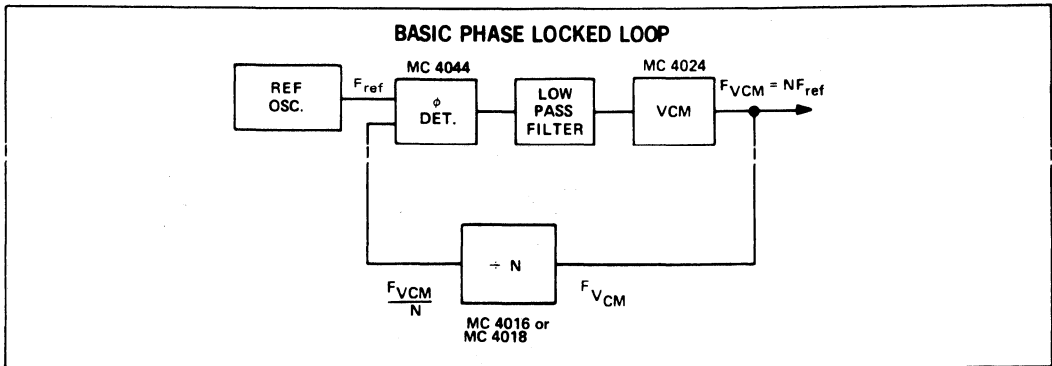 BASIC PHASE LOCKED LOOP
MC 4044
MC 4024
REF
OSC.
Fref
φ
DET.
LOW
PASS
FILTER
VCM
FVCM = NFref
÷ N
FVCM
N
FVCM
MC 4016 or
MC 4018